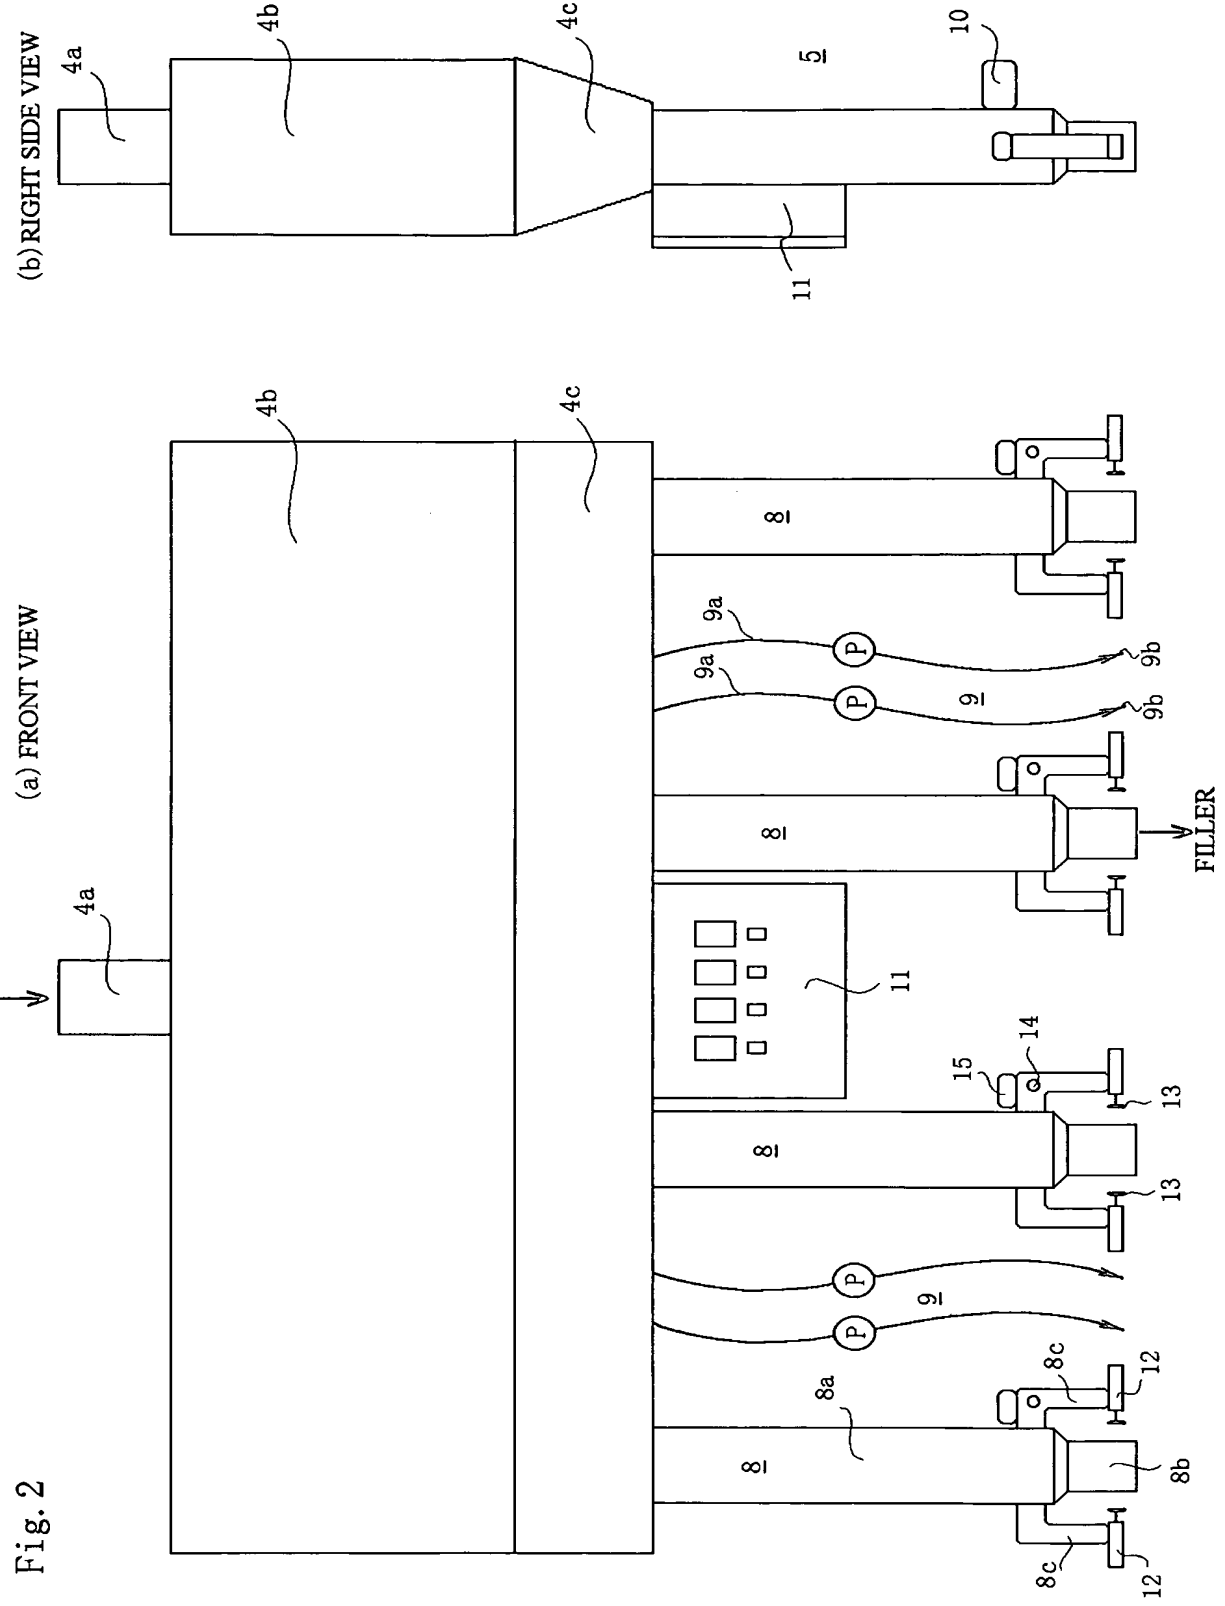 Fig. 2
(a) FRONT VIEW
(b) RIGHT SIDE VIEW
4a
4a
4b
4b
4c
4c
5
10
11
8
8
8
8
8a
9a
9a
P
P
P
P
9
9
9b
9b
11
15
14
13
13
8c
8c
12
12
8b
FILLER